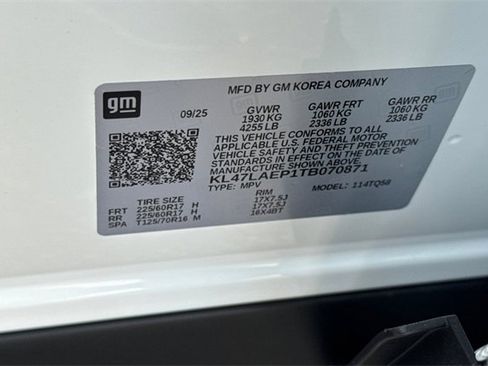 MFD BY GM KOREA COMPANY
gm
09/25
GVWR GAWR FRT GAWR RR
1930 KG 1060 KG 1060 KG
4255 LB 2336 LB 2336 LB
THIS VEHICLE CONFORMS TO ALL
APPLICABLE U.S. FEDERAL MOTOR
VEHICLE SAFETY AND THEFT PREVENTION
STANDARDS IN EFFECT ON THE DATE OF
MANUFACTURE SHOWN ABOVE.
KL47LAEP1TB070871
TYPE: MPV MODEL: 114TQ58
TIRE SIZE RIM
FRT 225/60R17 H 17X7.5J
RR 225/60R17 H 17X7.5J
SPA T125/70R16 M 16X4BT